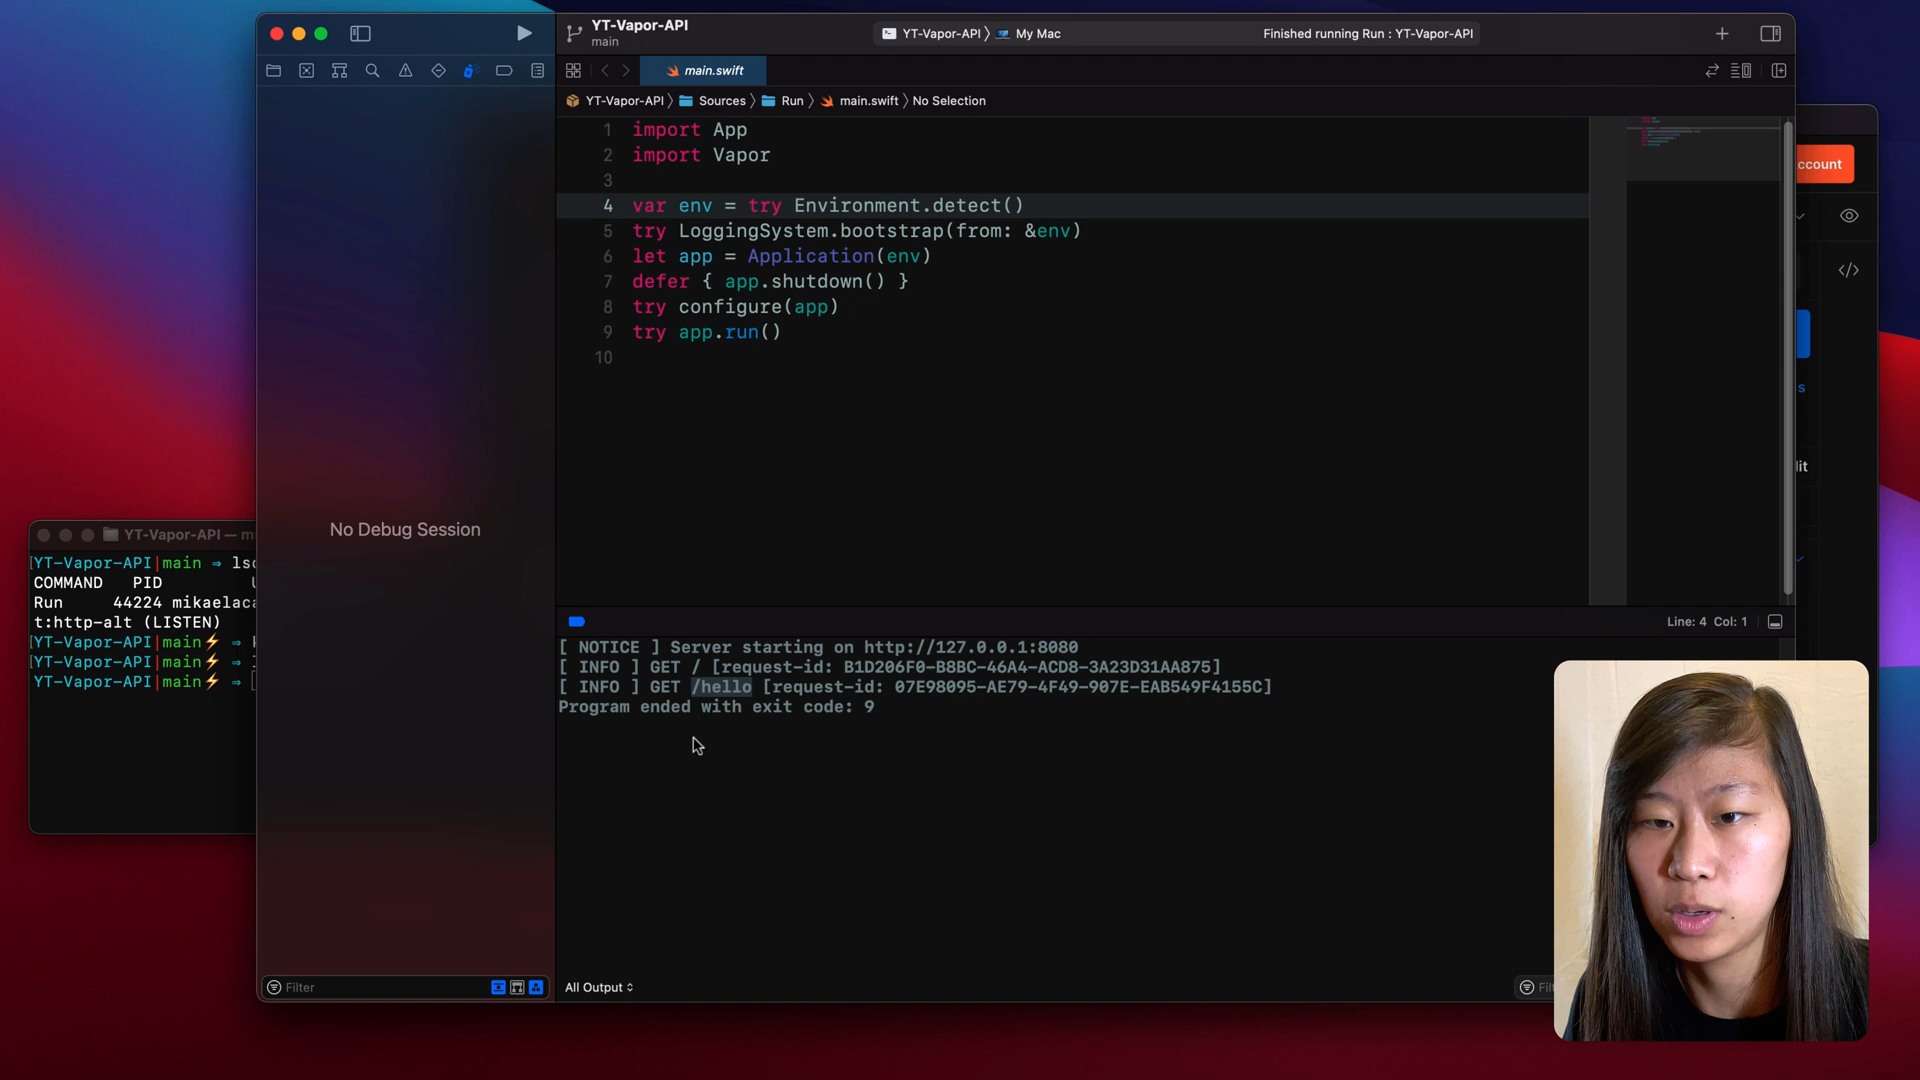 YT-Vapor-API
main
YT-Vapor-API 〉 My Mac
Finished running Run : YT-Vapor-API
main.swift
YT-Vapor-API 〉 Sources 〉 Run 〉 main.swift 〉 No Selection
1 import App
2 import Vapor
3
4 var env = try Environment.detect()
5 try LoggingSystem.bootstrap(from: &env)
6 let app = Application(env)
7 defer { app.shutdown() }
8 try configure(app)
9 try app.run()
10
No Debug Session
Line: 4 Col: 1
[ NOTICE ] Server starting on http://127.0.0.1:8080
[ INFO ] GET / [request-id: B1D206F0-B8BC-46A4-ACD8-3A23D31AA875]
[ INFO ] GET /hello [request-id: 07E98095-AE79-4F49-907E-EAB549F4155C]
Program ended with exit code: 9
Filter
All Output
YT-Vapor-API —
[YT-Vapor-API|main ⇒
COMMAND PID
Run 44224
t:http-alt (LISTEN)
[YT-Vapor-API|main⚡ ⇒
[YT-Vapor-API|main⚡ ⇒
YT-Vapor-API|main⚡ ⇒